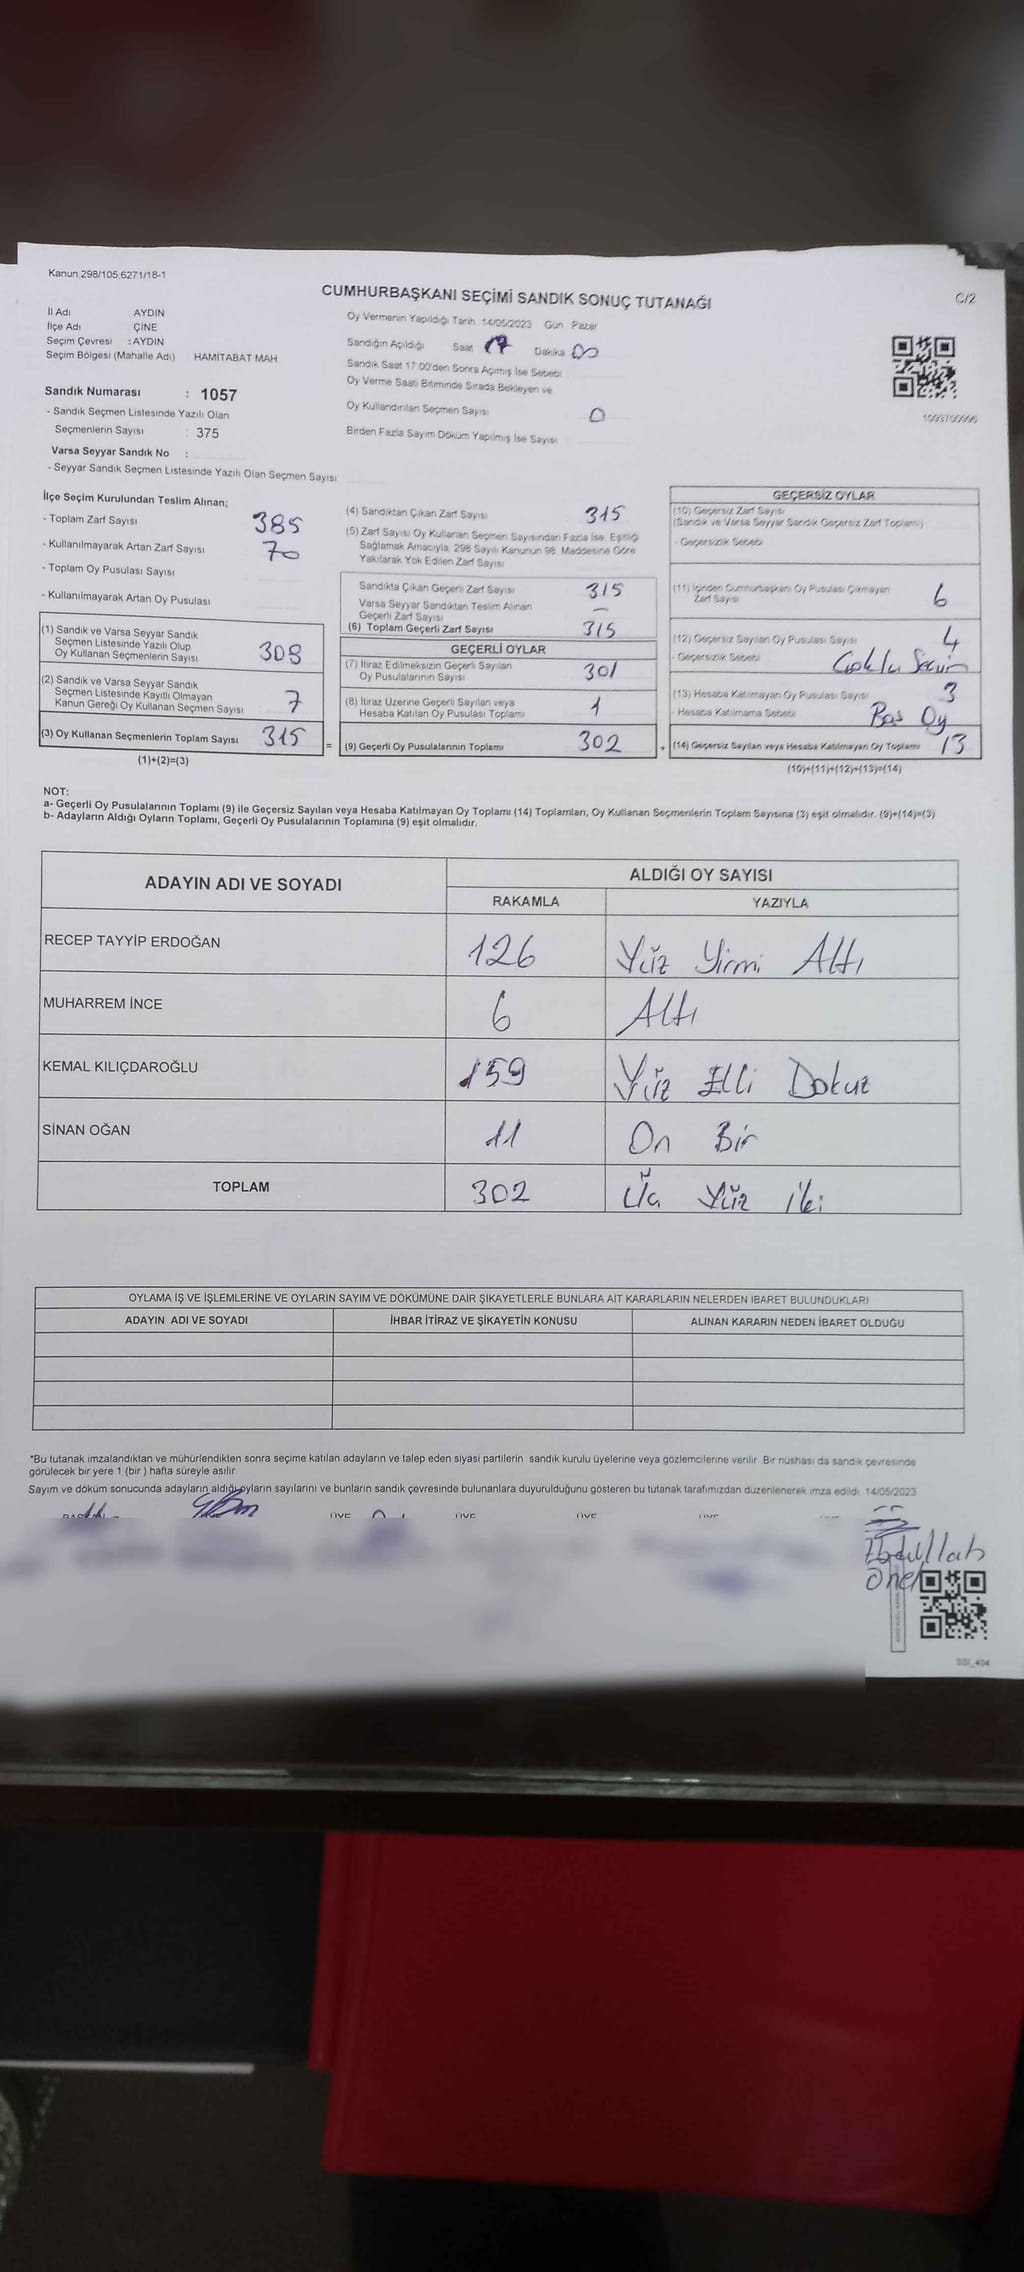 Kanun 298/105,6271/18-1
C/2
CUMHURBAŞKANI SEÇİMİ SANDIK SONUÇ TUTANAĞI
İl Adı AYDIN
İlçe Adı ÇİNE
Seçim Çevresi : AYDIN
Seçim Bölgesi (Mahalle Adı) HAMİTABAT MAH
Oy Vermenin Yapıldığı Tarih 14/05/2023 Gün Pazar
Sandığın Açıldığı Saat 17 Dakika 00
Sandık Saat 17:00'den Sonra Açılmış İse Sebebi
Oy Verme Saati Bitiminde Sırada Bekleyen ve
Oy Kullandırılan Seçmen Sayısı 0
Birden Fazla Sayım Döküm Yapılmış İse Sayısı
Sandık Numarası : 1057
- Sandık Seçmen Listesinde Yazılı Olan
Seçmenlerin Sayısı : 375
Varsa Seyyar Sandık No :
- Seyyar Sandık Seçmen Listesinde Yazılı Olan Seçmen Sayısı
İlçe Seçim Kurulundan Teslim Alınan;
- Toplam Zarf Sayısı 385
- Kullanılmayarak Artan Zarf Sayısı 70
- Toplam Oy Pusulası Sayısı
- Kullanılmayarak Artan Oy Pusulası
(1) Sandık ve Varsa Seyyar Sandık
Seçmen Listesinde Yazılı Olup
Oy Kullanan Seçmenlerin Sayısı 308
(2) Sandık ve Varsa Seyyar Sandık
Seçmen Listesinde Kayıtlı Olmayan
Kanun Gereği Oy Kullanan Seçmen Sayısı 7
(3) Oy Kullanan Seçmenlerin Toplam Sayısı 315
(1)+(2)=(3)
(4) Sandıktan Çıkan Zarf Sayısı 315
(5) Zarf Sayısı Oy Kullanan Seçmen Sayısından Fazla İse, Eşitliği
Sağlamak Amacıyla, 298 Sayılı Kanunun 98. Maddesine Göre
Yakılarak Yok Edilen Zarf Sayısı
Sandıkta Çıkan Geçerli Zarf Sayısı 315
Varsa Seyyar Sandıktan Teslim Alınan
Geçerli Zarf Sayısı –
(6) Toplam Geçerli Zarf Sayısı 315
GEÇERLİ OYLAR
(7) İtiraz Edilmeksizin Geçerli Sayılan
Oy Pusulalarının Sayısı 301
(8) İtiraz Üzerine Geçerli Sayılan veya
Hesaba Katılan Oy Pusulası Toplamı 1
= (9) Geçerli Oy Pusulalarının Toplamı 302
GEÇERSİZ OYLAR
(10) Geçersiz Zarf Sayısı
(Sandık ve Varsa Seyyar Sandık Geçersiz Zarf Toplamı)
- Geçersizlik Sebebi
(11) İçinden Cumhurbaşkanı Oy Pusulası Çıkmayan
Zarf Sayısı 6
(12) Geçersiz Sayılan Oy Pusulası Sayısı 4
- Geçersizlik Sebebi Çoklu Seçim
(13) Hesaba Katılmayan Oy Pusulası Sayısı 3
- Hesaba Katılmama Sebebi Boş Oy
+ (14) Geçersiz Sayılan veya Hesaba Katılmayan Oy Toplamı 13
(10)+(11)+(12)+(13)=(14)
NOT:
a- Geçerli Oy Pusulalarının Toplamı (9) ile Geçersiz Sayılan veya Hesaba Katılmayan Oy Toplamı (14) Toplamları, Oy Kullanan Seçmenlerin Toplam Sayısına (3) eşit olmalıdır. (9)+(14)=(3)
b- Adayların Aldığı Oyların Toplamı, Geçerli Oy Pusulalarının Toplamına (9) eşit olmalıdır.
ADAYIN ADI VE SOYADI ALDIĞI OY SAYISI
RAKAMLA YAZIYLA
RECEP TAYYİP ERDOĞAN 126 Yüz Yirmi Altı
MUHARREM İNCE 6 Altı
KEMAL KILIÇDAROĞLU 159 Yüz Elli Dokuz
SİNAN OĞAN 11 On Bir
TOPLAM 302 Üç Yüz İki
OYLAMA İŞ VE İŞLEMLERİNE VE OYLARIN SAYIM VE DÖKÜMÜNE DAİR ŞİKAYETLERLE BUNLARA AİT KARARLARIN NELERDEN İBARET BULUNDUKLARI
ADAYIN ADI VE SOYADI İHBAR İTİRAZ VE ŞİKAYETİN KONUSU ALINAN KARARIN NEDEN İBARET OLDUĞU
*Bu tutanak imzalandıktan ve mühürlendikten sonra seçime katılan adayların ve talep eden siyasi partilerin sandık kurulu üyelerine veya gözlemcilerine verilir. Bir nüshası da sandık çevresinde
görülecek bir yere 1 (bir ) hafta süreyle asılır
Sayım ve döküm sonucunda adayların aldığı oyların sayılarını ve bunların sandık çevresinde bulunanlara duyurulduğunu gösteren bu tutanak tarafımızdan düzenlenerek imza edildi 14/05/2023
ÜYE ÜYE ÜYE
Abdullah
SSI_404